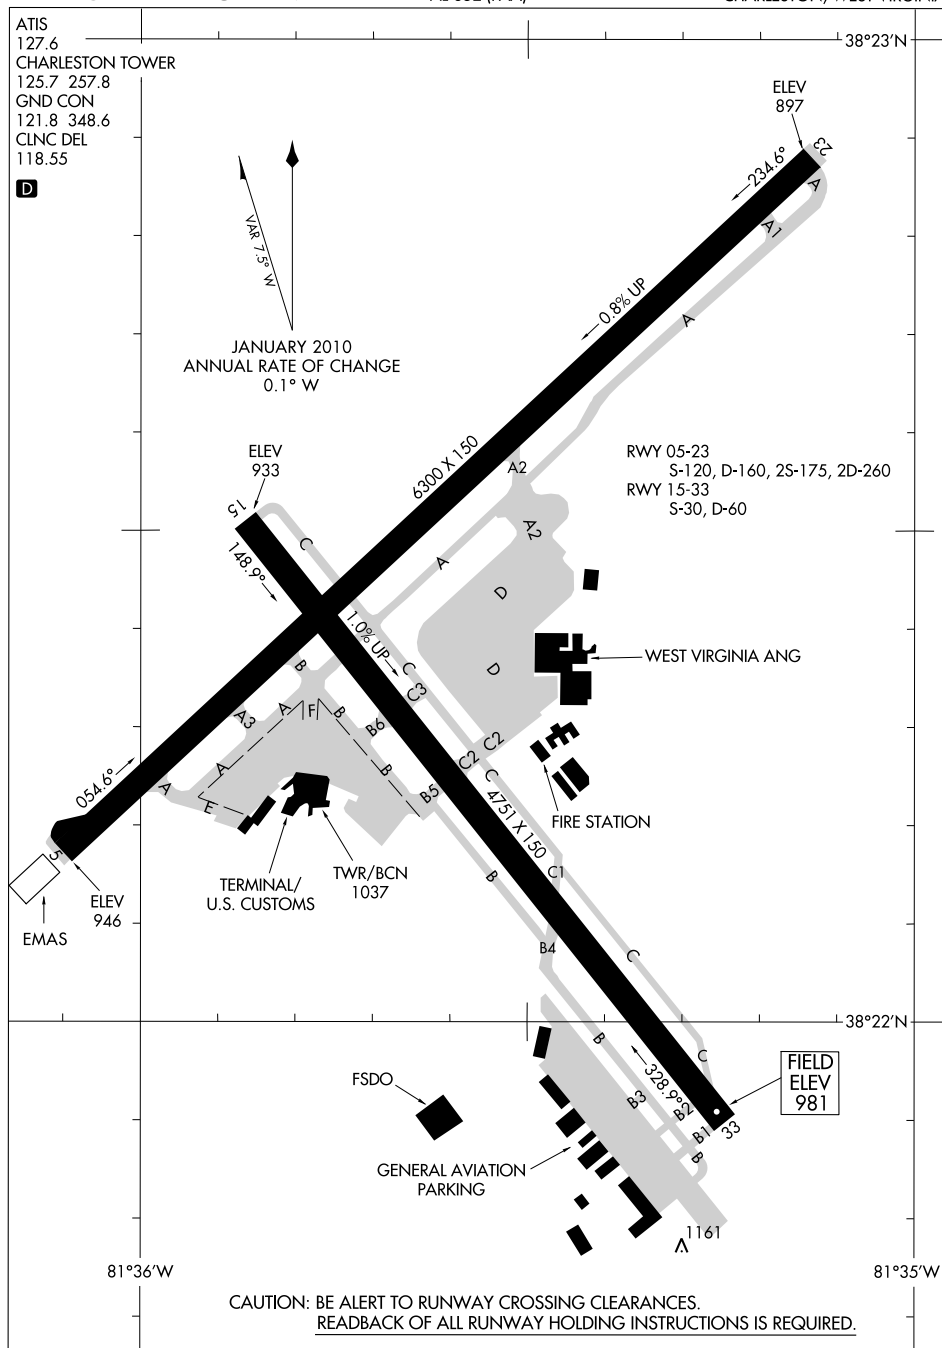 ATIS
127.6
CHARLESTON TOWER
125.7 257.8
GND CON
121.8 348.6
CLNC DEL
118.55
D
38°23'N
ELEV
897
23
234.6°
A
A1
VAR 7.5° W
0.8% UP
A
JANUARY 2010
ANNUAL RATE OF CHANGE
0.1° W
ELEV
933
6300 X 150
A2
RWY 05-23
S-120, D-160, 2S-175, 2D-260
RWY 15-33
S-30, D-60
15
C
A2
148.9°
A
D
1.0% UP
WEST VIRGINIA ANG
B
C
D
C3
A
F
B
A3
B6
C2
C2
054.6°
A
B
C
A
E
B5
4751 X 150
FIRE STATION
5
TERMINAL/
U.S. CUSTOMS
TWR/BCN
1037
B
C1
ELEV
946
EMAS
B4
C
38°22'N
B
C
328.9°
FIELD
ELEV
981
FSDO
B3
B2
B1
33
B
GENERAL AVIATION
PARKING
1161
81°36'W
81°35'W
CAUTION: BE ALERT TO RUNWAY CROSSING CLEARANCES.
READBACK OF ALL RUNWAY HOLDING INSTRUCTIONS IS REQUIRED.